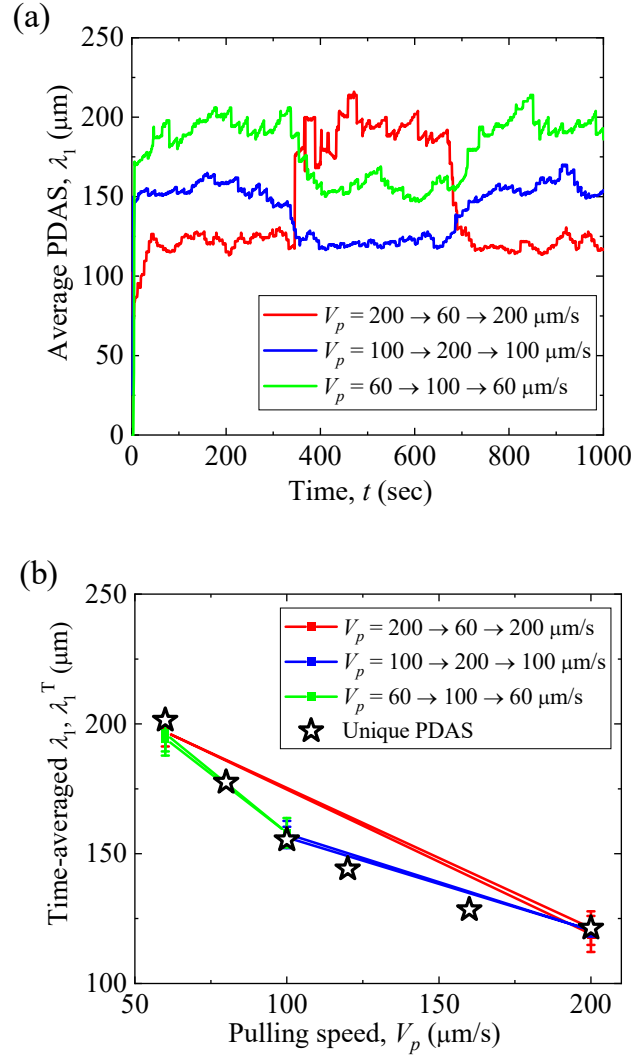 (a)
250
200
150
100
50
0
Average PDAS, λ₁ (μm)
Vₚ = 200 → 60 → 200 μm/s
Vₚ = 100 → 200 → 100 μm/s
Vₚ = 60 → 100 → 60 μm/s
0 200 400 600 800 1000
Time, t (sec)
(b)
250
200
150
100
Time-averaged λ₁, λ₁ᵀ (μm)
Vₚ = 200 → 60 → 200 μm/s
Vₚ = 100 → 200 → 100 μm/s
Vₚ = 60 → 100 → 60 μm/s
Unique PDAS
50 100 150 200
Pulling speed, Vₚ (μm/s)